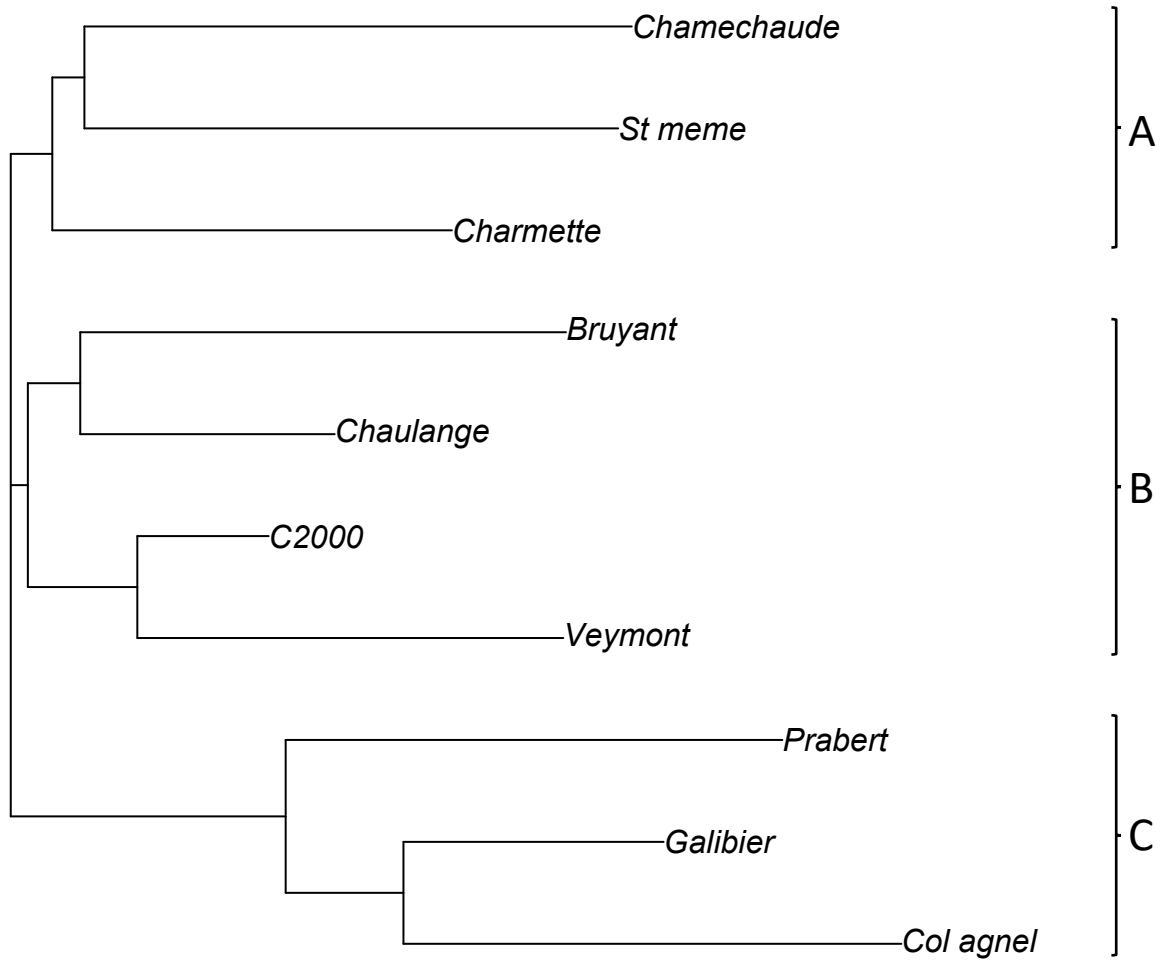 Chamechaude
St meme
A
Charmette
Bruyant
Chaulange
B
C2000
Veymont
Prabert
Galibier
C
Col agnel